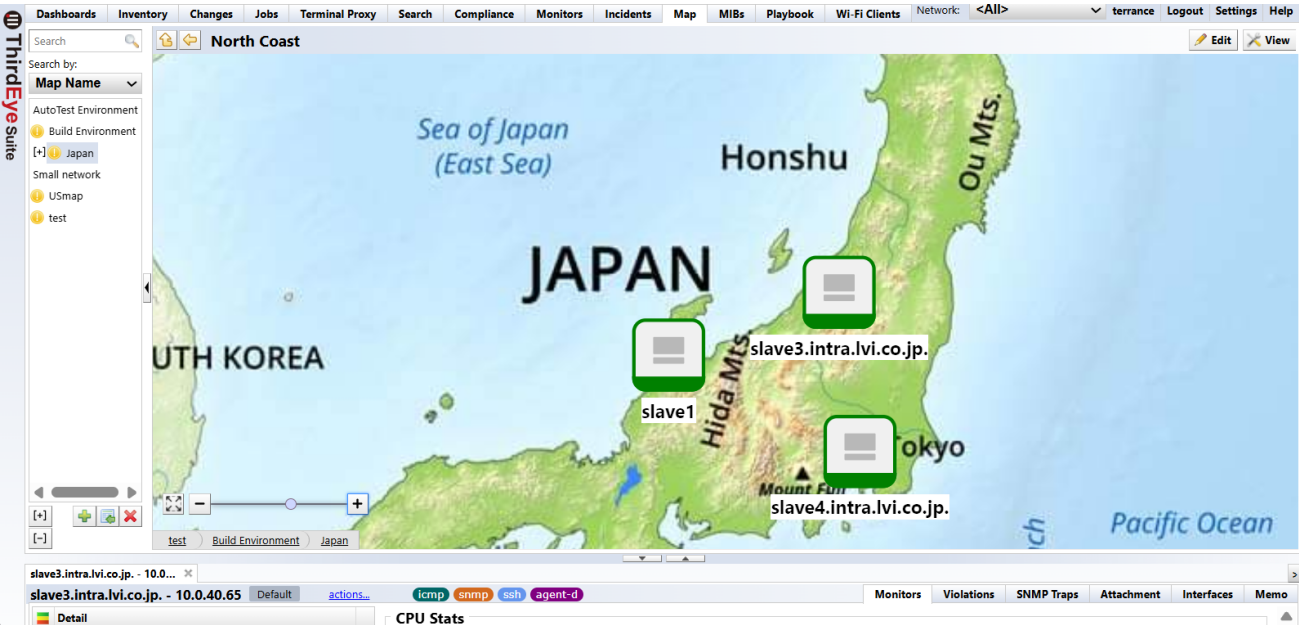 ThirdEye Suite
Dashboards Inventory Changes Jobs Terminal Proxy Search Compliance Monitors Incidents Map MIBs Playbook Wi-Fi Clients Network: <All> terrance Logout Settings Help
Search
Search by:
Map Name
AutoTest Environment
Build Environment
[+] Japan
Small network
USmap
test
[+]
[-]
North Coast
Edit View
Sea of Japan
(East Sea)
Honshu
Ou Mts.
JAPAN
UTH KOREA
slave3.intra.lvi.co.jp.
Hida Mts.
slave1
Tokyo
Mount Fuji
slave4.intra.lvi.co.jp.
Pacific Ocean
nch
test Build Environment Japan
slave3.intra.lvi.co.jp. - 10.0...
slave3.intra.lvi.co.jp. - 10.0.40.65 Default actions... icmp snmp ssh agent-d Monitors Violations SNMP Traps Attachment Interfaces Memo
Detail
CPU Stats